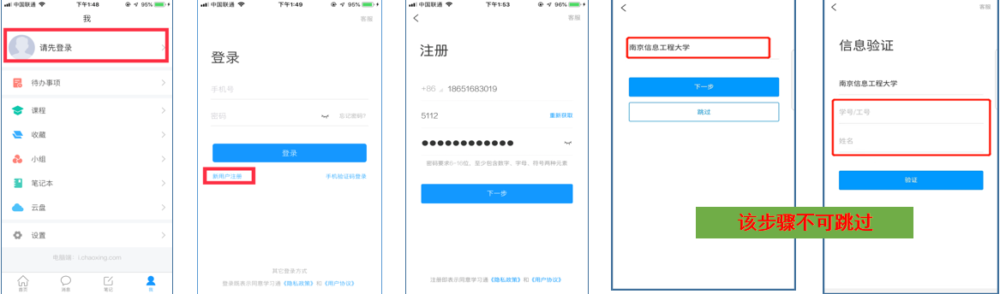 中国联通 下午1:48 95%
我
请先登录
待办事项
课程
收藏
小组
笔记本
云盘
设置
电脑端：i.chaoxing.com
首页 消息 笔记 我
中国联通 下午1:49 95%
客服
登录
手机号
密码 忘记密码?
登录
新用户注册 手机验证码登录
其它登录方式
登录既表示同意学习通《隐私政策》和《用户协议》
联通 下午1:53 96%
客服
注册
+86 18651683019
5112 重新获取
●●●●●●●●●●●●
密码要求8-16位，至少包含数字、字母、符号两种元素
下一步
注册即表示同意学习通《隐私政策》和《用户协议》
南京信息工程大学
下一步
跳过
客服
信息验证
南京信息工程大学
学号/工号
姓名
验证
该步骤不可跳过